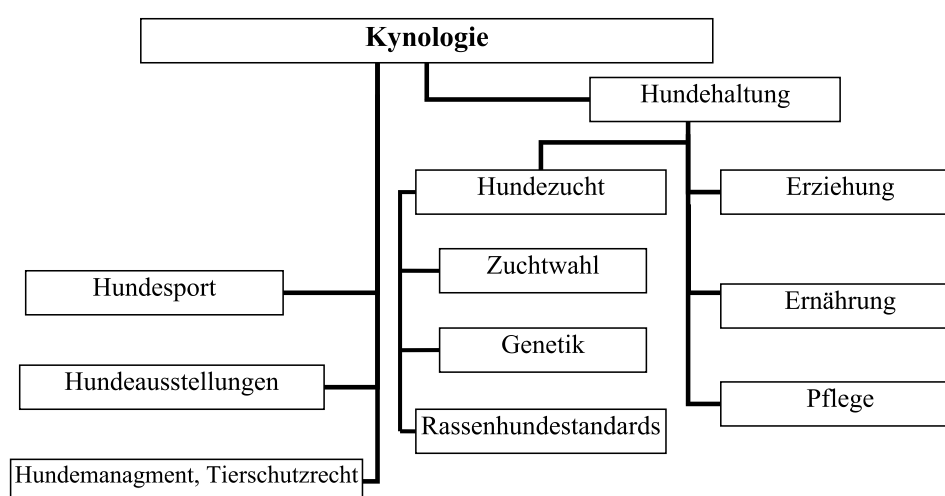 Kynologie
Hundehaltung
Hundezucht
Erziehung
Zuchtwahl
Hundesport
Ernährung
Genetik
Hundeausstellungen
Pflege
Rassenhundestandards
Hundemanagment, Tierschutzrecht